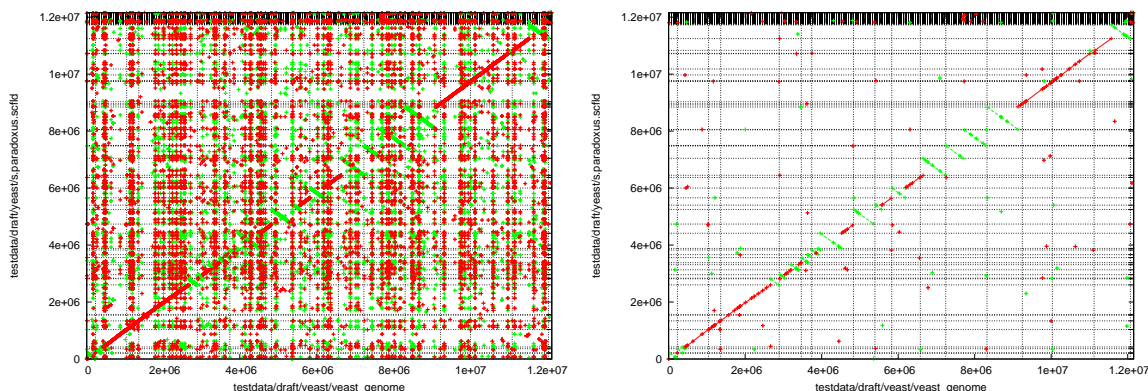 1.2e+07
1e+07
8e+06
6e+06
4e+06
2e+06
0
testdata/draft/yeast/s.paradoxus.scfld
0 2e+06 4e+06 6e+06 8e+06 1e+07 1.2e+07
testdata/draft/yeast/yeast_genome
1.2e+07
1e+07
8e+06
6e+06
4e+06
2e+06
0
testdata/draft/yeast/s.paradoxus.scfld
0 2e+06 4e+06 6e+06 8e+06 1e+07 1.2e+07
testdata/draft/yeast/yeast_genome